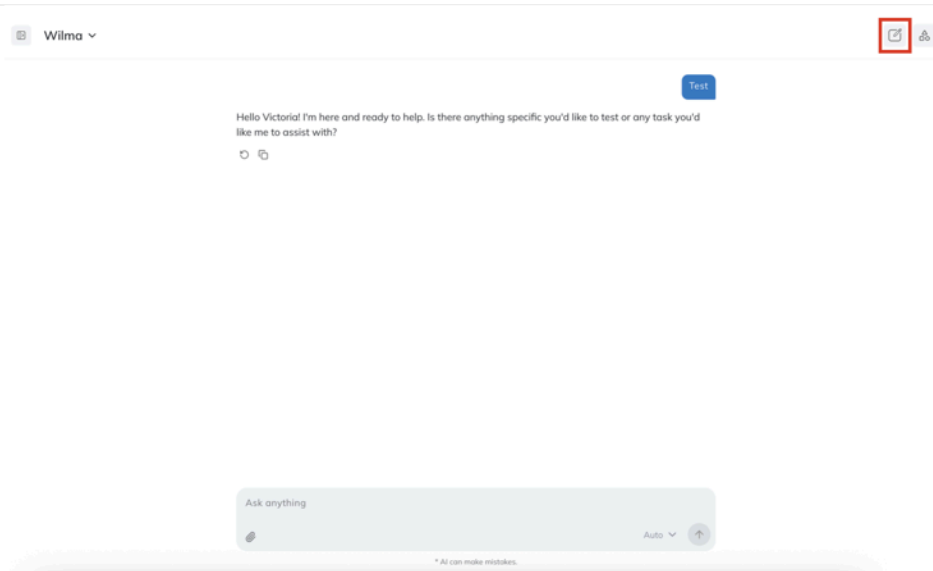 Wilma
Test
Hello Victoria! I'm here and ready to help. Is there anything specific you'd like to test or any task you'd
like me to assist with?
Ask anything
Auto
* AI can make mistakes.